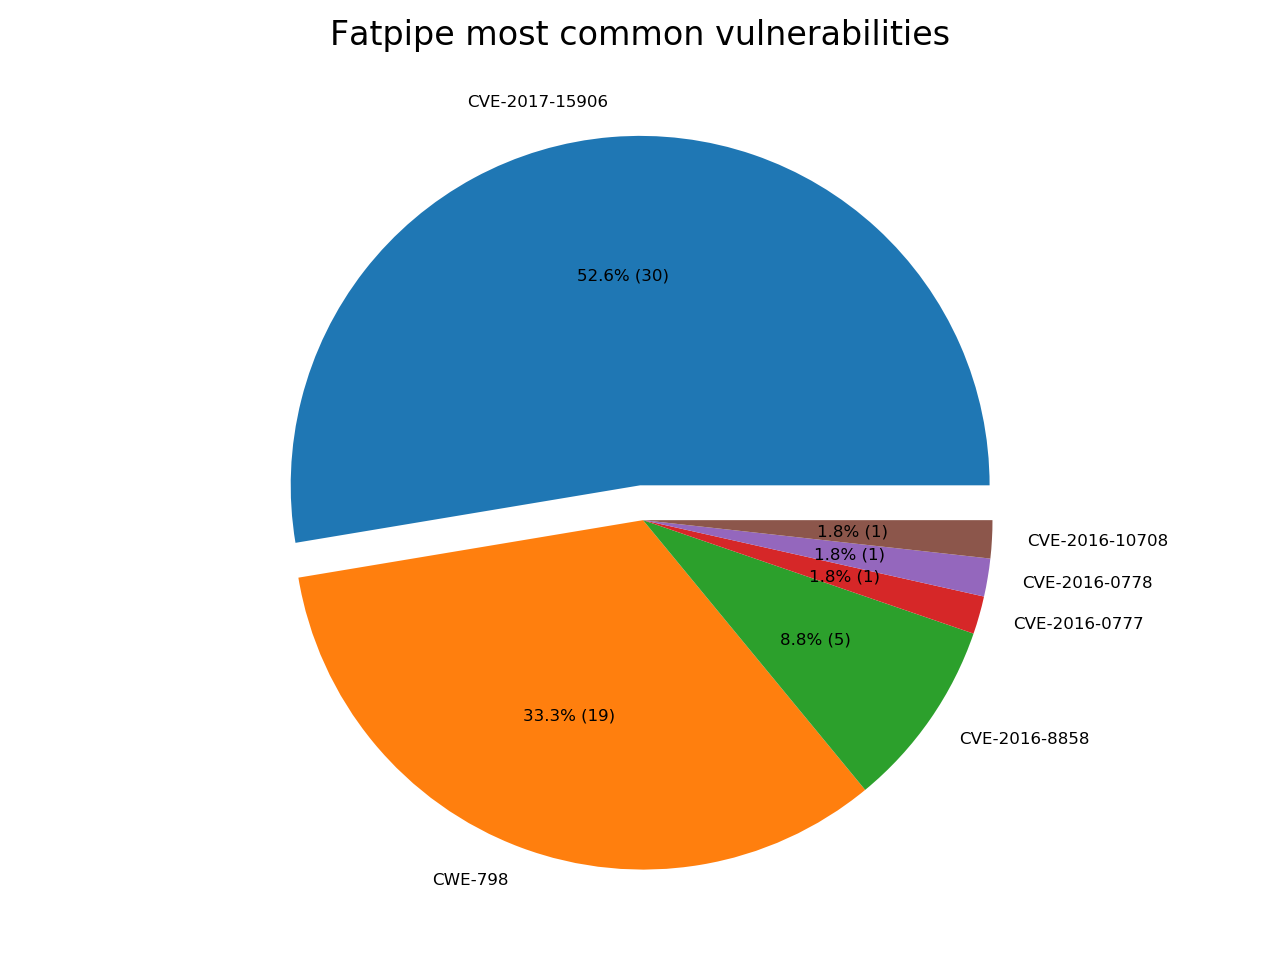 Fatpipe most common vulnerabilities
CVE-2017-15906
52.6% (30)
1.8% (1)
CVE-2016-10708
1.8% (1)
CVE-2016-0778
1.8% (1)
CVE-2016-0777
8.8% (5)
CVE-2016-8858
33.3% (19)
CWE-798